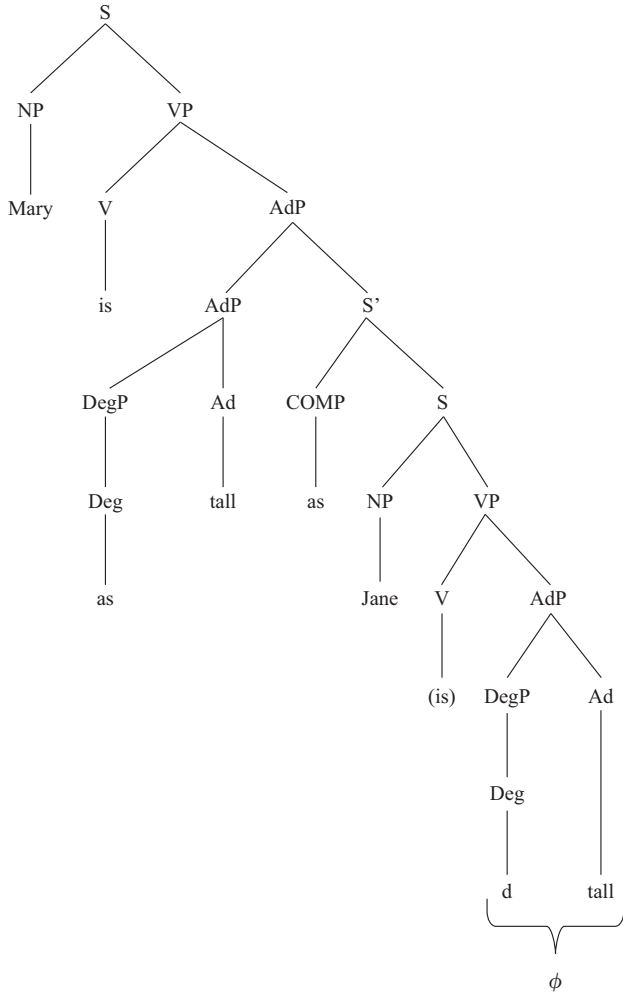 S
NP VP
Mary V AdP
is AdP S'
DegP Ad COMP S
Deg tall as NP VP
as Jane V AdP
(is) DegP Ad
Deg
d tall
ϕ